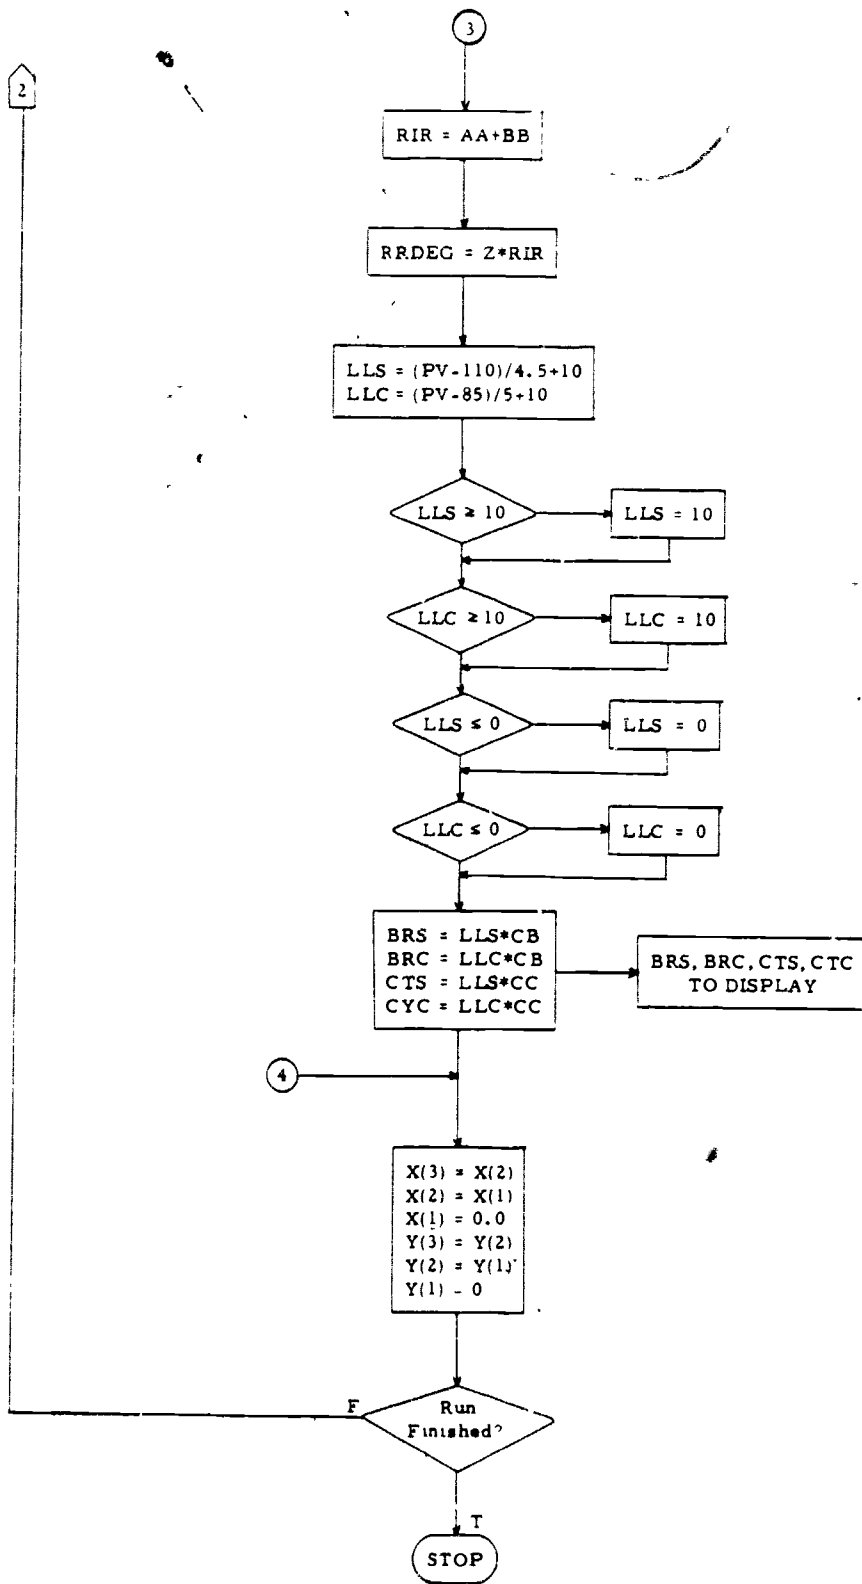 3
2
RIR = AA+BB
RRDEG = Z*RIR
LLS = (PV-110)/4.5+10
LLC = (PV-85)/5+10
LLS ≥ 10
LLS = 10
LLC ≥ 10
LLC = 10
LLS ≤ 0
LLS = 0
LLC ≤ 0
LLC = 0
BRS = LLS*CB
BRC = LLC*CB
CTS = LLS*CC
CYC = LLC*CC
BRS, BRC, CTS, CTC
TO DISPLAY
4
X(3) = X(2)
X(2) = X(1)
X(1) = 0.0
Y(3) = Y(2)
Y(2) = Y(1)
Y(1) - 0
F
Run
Finished?
T
STOP